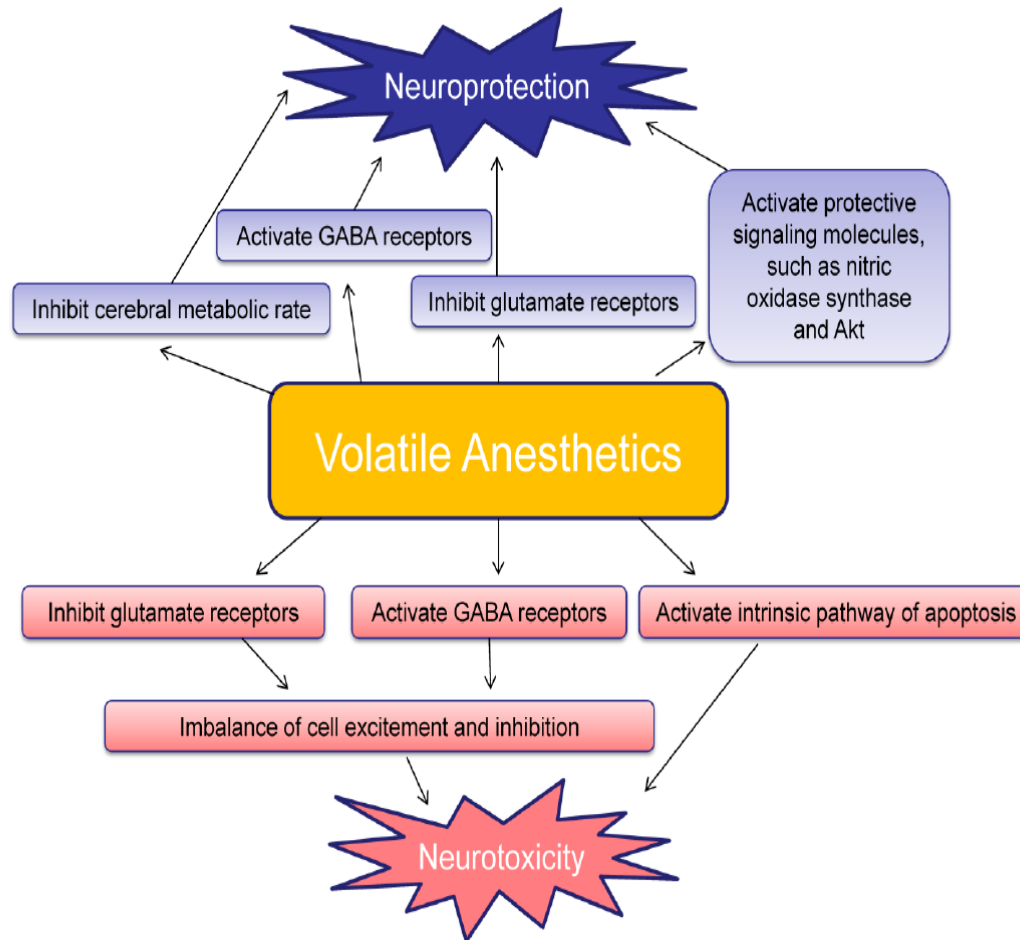 Neuroprotection
Activate GABA receptors
Inhibit cerebral metabolic rate
Inhibit glutamate receptors
Activate protective
signaling molecules,
such as nitric
oxidase synthase
and Akt
Volatile Anesthetics
Inhibit glutamate receptors
Activate GABA receptors
Activate intrinsic pathway of apoptosis
Imbalance of cell excitement and inhibition
Neurotoxicity